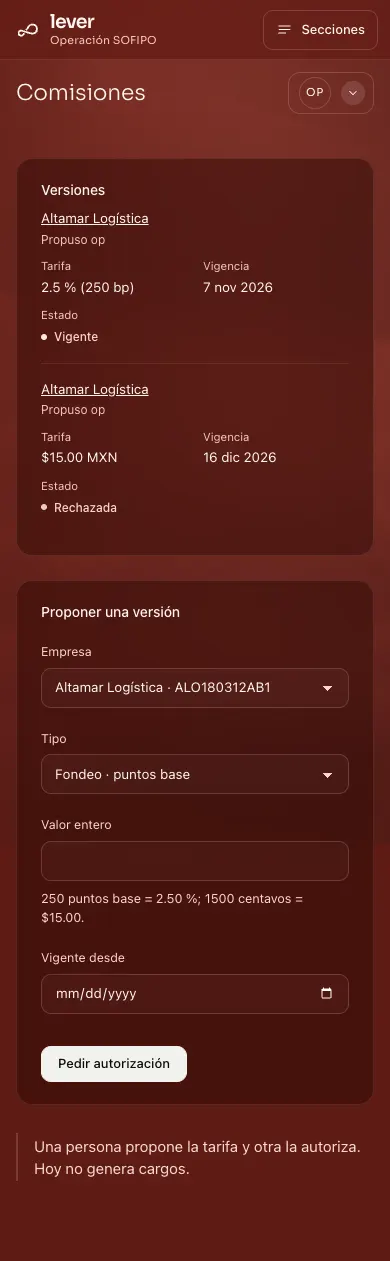 lever
Operación SOFIPO
Secciones
Comisiones
OP
Versiones
Altamar Logística
Propuso op
Tarifa
Vigencia
2.5 % (250 bp)
7 nov 2026
Estado
Vigente
Altamar Logística
Propuso op
Tarifa
Vigencia
$15.00 MXN
16 dic 2026
Estado
Rechazada
Proponer una versión
Empresa
Altamar Logística · ALO180312AB1
Tipo
Fondeo · puntos base
Valor entero
250 puntos base = 2.50 %; 1500 centavos =
$15.00.
Vigente desde
mm/dd/yyyy
Pedir autorización
Una persona propone la tarifa y otra la autoriza.
Hoy no genera cargos.